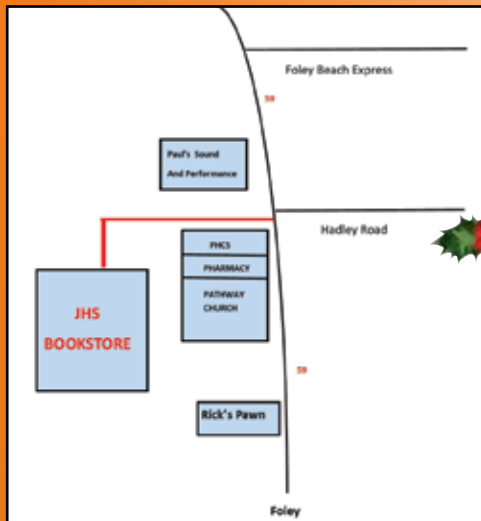 Foley Beach Express
59
Paul's Sound
And Performance
Hadley Road
PHCS
PHARMACY
PATHWAY
CHURCH
JHS
BOOKSTORE
59
Rick's Pawn
Foley